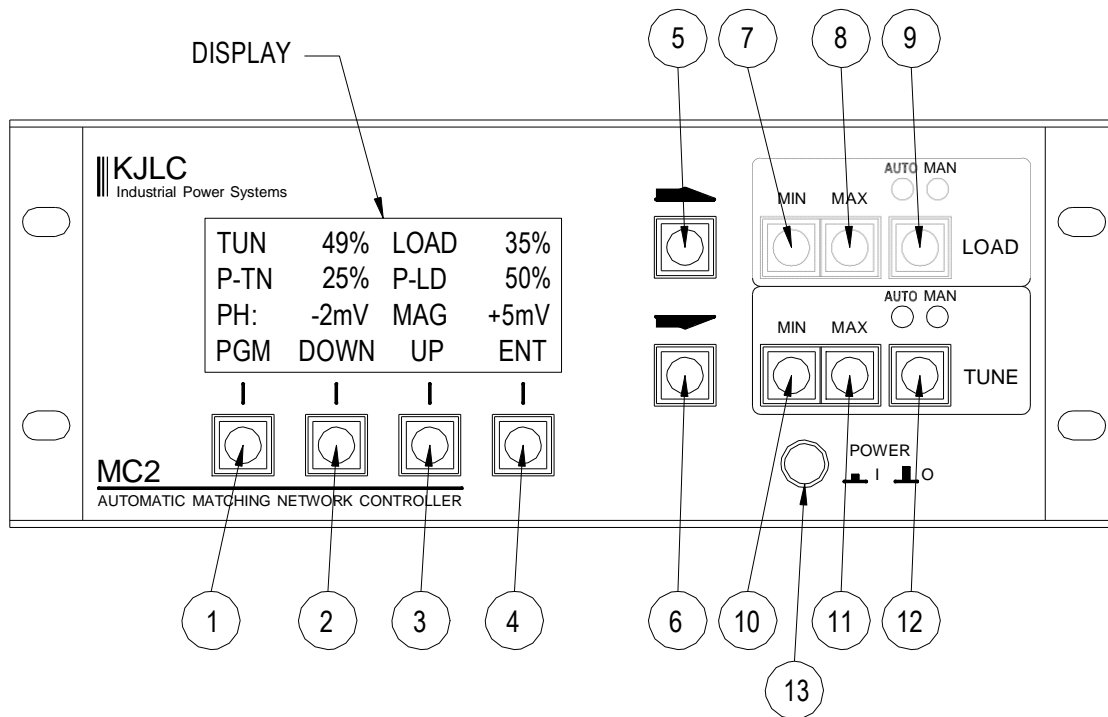 DISPLAY
5 7 8 9
KJLC
Industrial Power Systems
TUN 49% LOAD 35%
P-TN 25% P-LD 50%
PH: -2mV MAG +5mV
PGM DOWN UP ENT
AUTO MAN
MIN MAX
LOAD
AUTO MAN
MIN MAX
TUNE
MC2
AUTOMATIC MATCHING NETWORK CONTROLLER
POWER
I O
1 2 3 4 6 10 11 12
13